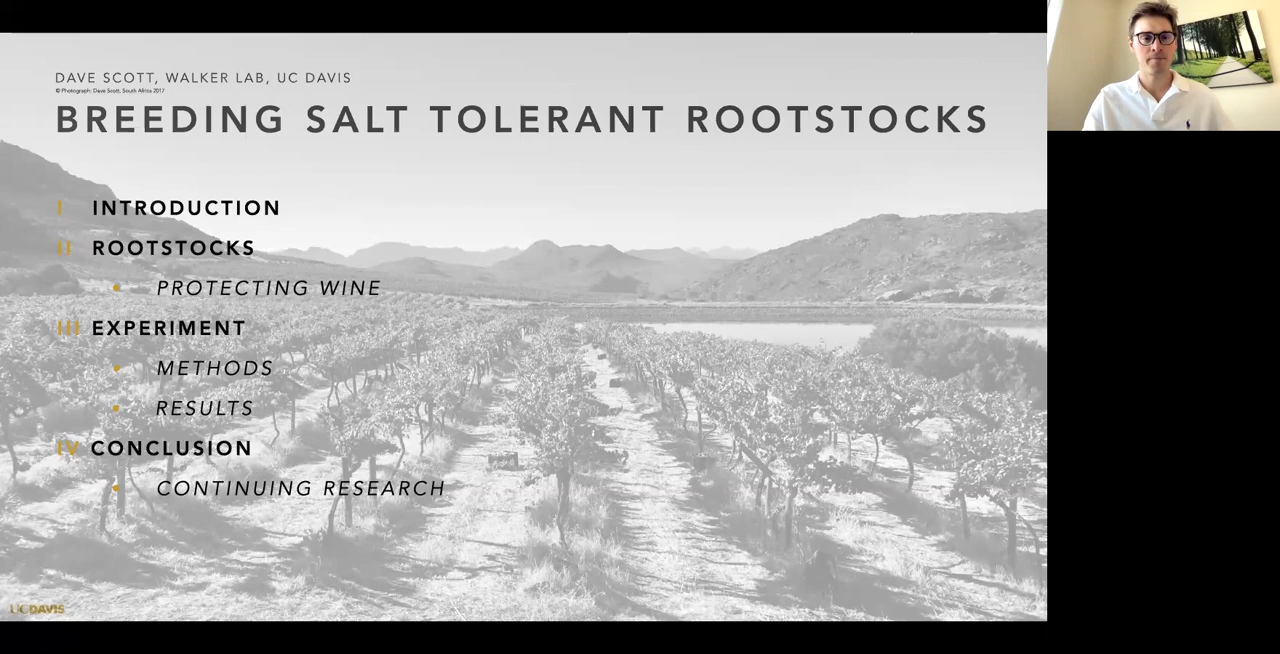 DAVE SCOTT, WALKER LAB, UC DAVIS
© Photograph: Dave Scott, South Africa 2017
BREEDING SALT TOLERANT ROOTSTOCKS
I INTRODUCTION
II ROOTSTOCKS
• PROTECTING WINE
III EXPERIMENT
• METHODS
• RESULTS
IV CONCLUSION
• CONTINUING RESEARCH
UCDAVIS